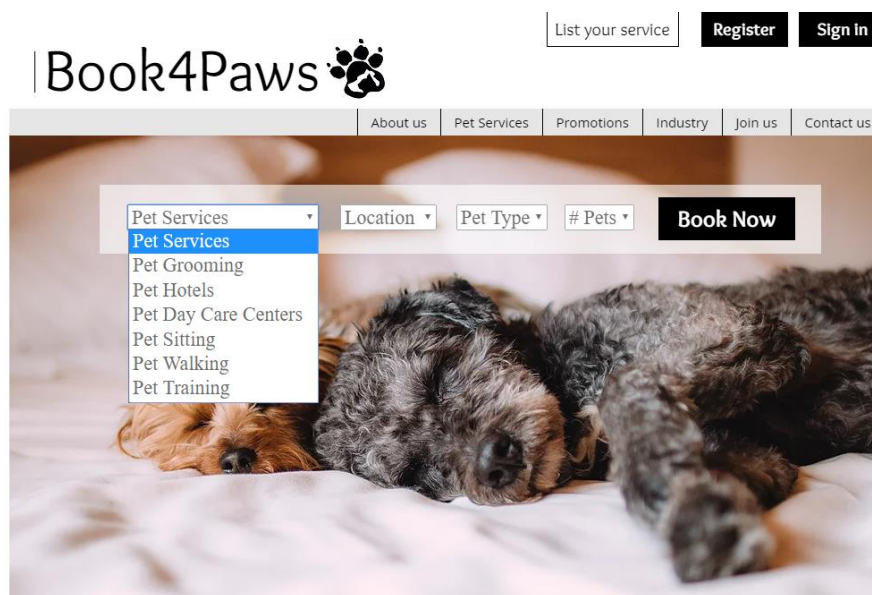 List your service
Register
Sign in
Book4Paws
About us
Pet Services
Promotions
Industry
Join us
Contact us
Pet Services
Location
Pet Type
# Pets
Book Now
Pet Services
Pet Grooming
Pet Hotels
Pet Day Care Centers
Pet Sitting
Pet Walking
Pet Training